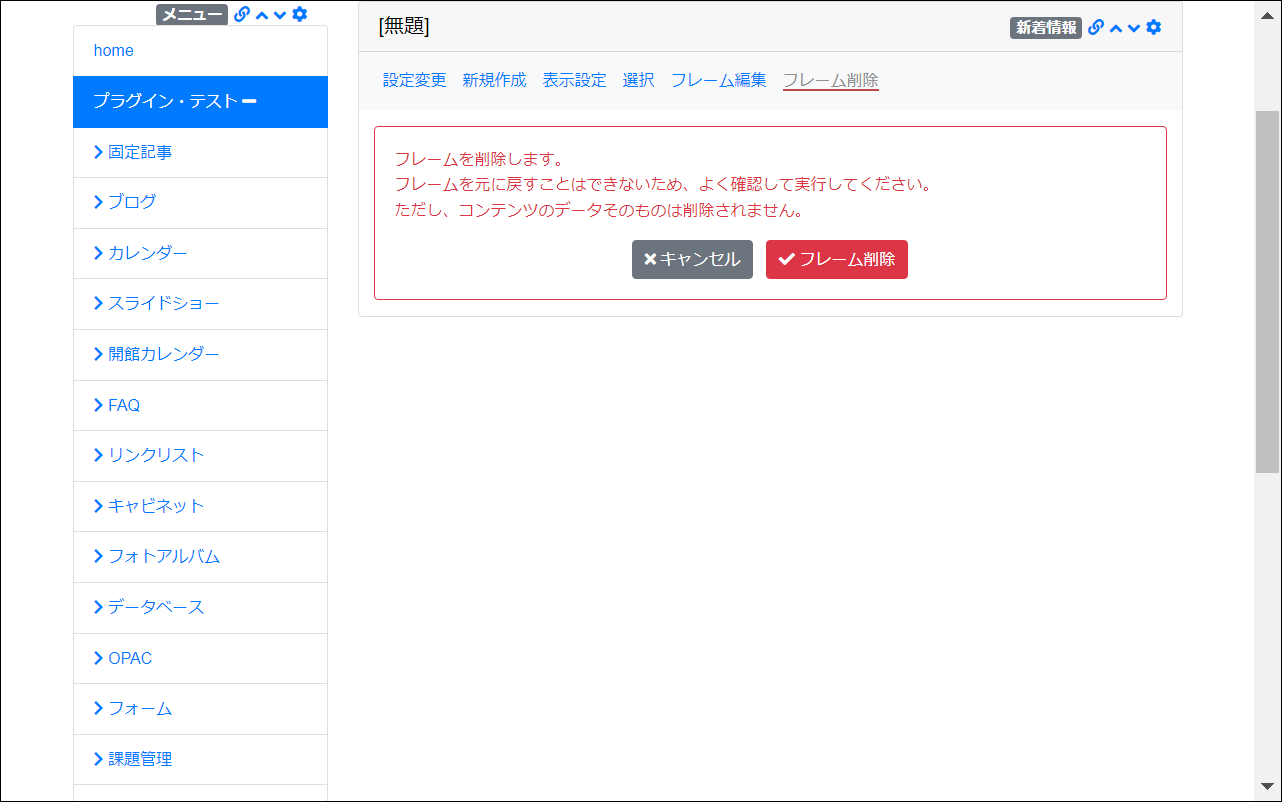 メニュー
home
プラグイン・テスト
固定記事
ブログ
カレンダー
スライドショー
開館カレンダー
FAQ
リンクリスト
キャビネット
フォトアルバム
データベース
OPAC
フォーム
課題管理
[無題]
新着情報
設定変更 新規作成 表示設定 選択 フレーム編集 フレーム削除
フレームを削除します。
フレームを元に戻すことはできないため、よく確認して実行してください。
ただし、コンテンツのデータそのものは削除されません。
キャンセル フレーム削除